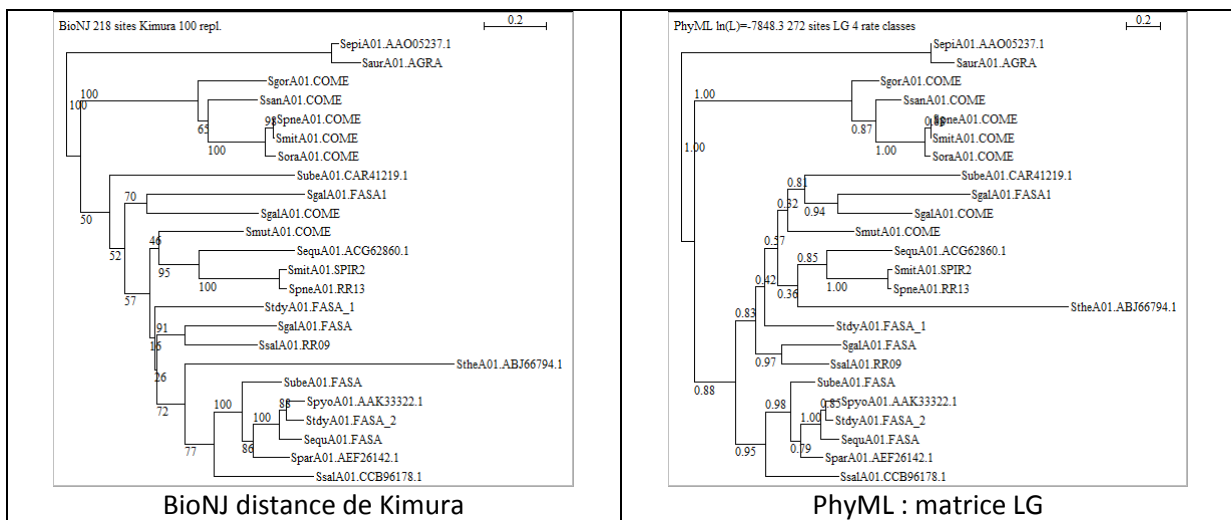 BioNJ 218 sites Kimura 100 repl.
0.2
SepiA01.AAO05237.1
SaurA01.AGRA
SgorA01.COME
100
100
SsanA01.COME
98
SpneA01.COME
65
SmitA01.COME
100
SoraA01.COME
SubeA01.CAR41219.1
70
SgalA01.FASA1
50
SgalA01.COME
46
SmutA01.COME
52
SequA01.ACG62860.1
95
SmitA01.SPIR2
100
SpneA01.RR13
57
StdyA01.FASA_1
91
SgalA01.FASA
16
SsalA01.RR09
StheA01.ABJ66794.1
26
SubeA01.FASA
100
88
SpyoA01.AAK33322.1
72
100
StdyA01.FASA_2
SequA01.FASA
77
86
SparA01.AEF26142.1
SsalA01.CCB96178.1
BioNJ distance de Kimura
PhyML ln(L)=-7848.3 272 sites LG 4 rate classes
0.2
SepiA01.AAO05237.1
SaurA01.AGRA
SgorA01.COME
1.00
SsanA01.COME
SpneA01.COME
0.87
SmitA01.COME
1.00
1.00
SoraA01.COME
SubeA01.CAR41219.1
0.81
SgalA01.FASA1
0.32
0.94
SgalA01.COME
SmutA01.COME
0.57
SequA01.ACG62860.1
0.85
SmitA01.SPIR2
0.42
1.00
0.36
SpneA01.RR13
StheA01.ABJ66794.1
0.83
StdyA01.FASA_1
SgalA01.FASA
0.97
SsalA01.RR09
0.88
SubeA01.FASA
0.98
0.85
SpyoA01.AAK33322.1
1.00
StdyA01.FASA_2
SequA01.FASA
0.79
0.95
SparA01.AEF26142.1
SsalA01.CCB96178.1
PhyML : matrice LG